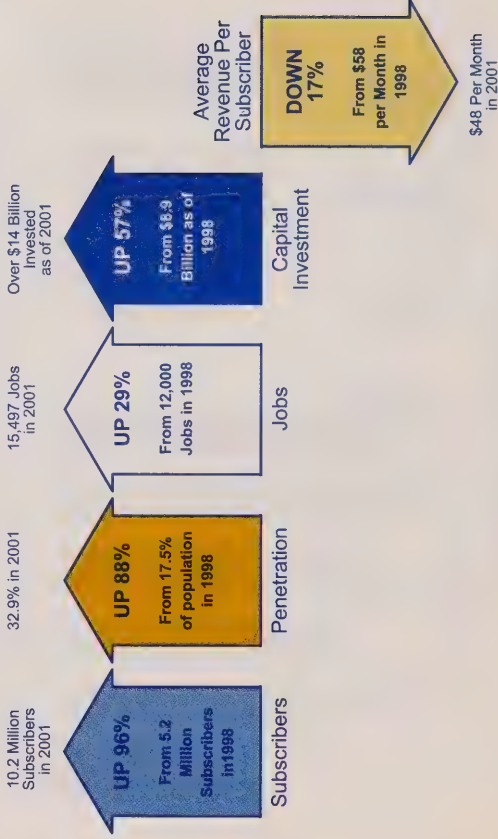 10.2 Million
Subscribers
in 2001
UP 96%
From 5.2
Million
Subscribers
in1998
Subscribers
32.9% in 2001
UP 88%
From 17.5%
of population
in 1998
Penetration
15,497 Jobs
in 2001
UP 29%
From 12,000
Jobs in 1998
Jobs
Over $14 Billion
Invested
as of 2001
UP 57%
From $8.9
Billion as of
1998
Capital
Investment
Average
Revenue Per
Subscriber
DOWN
17%
From $58
per Month in
1998
$48 Per Month
in 2001